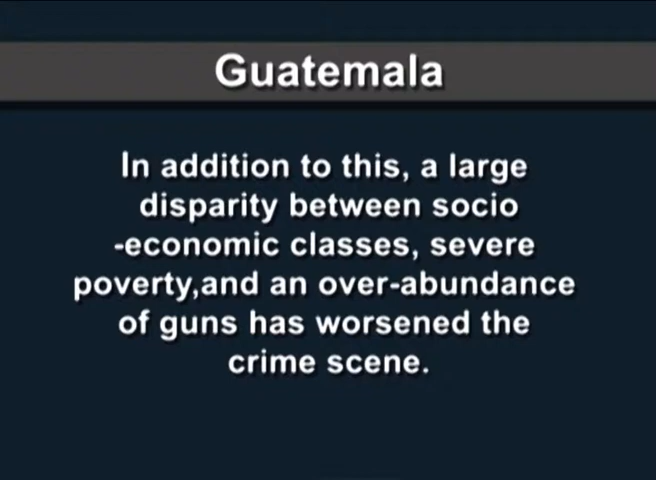 Guatemala
In addition to this, a large
disparity between socio
-economic classes, severe
poverty,and an over-abundance
of guns has worsened the
crime scene.